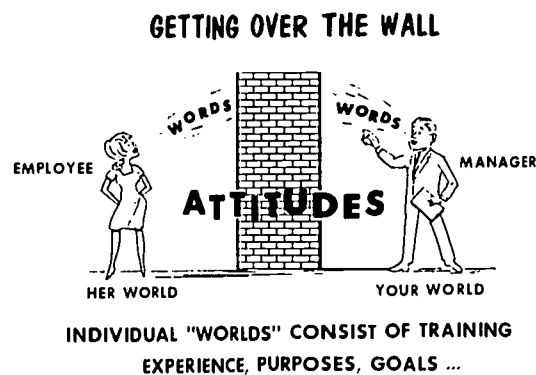 GETTING OVER THE WALL
WORDS
WORDS
EMPLOYEE
MANAGER
ATTITUDES
HER WORLD
YOUR WORLD
INDIVIDUAL "WORLDS" CONSIST OF TRAINING
EXPERIENCE, PURPOSES, GOALS ...